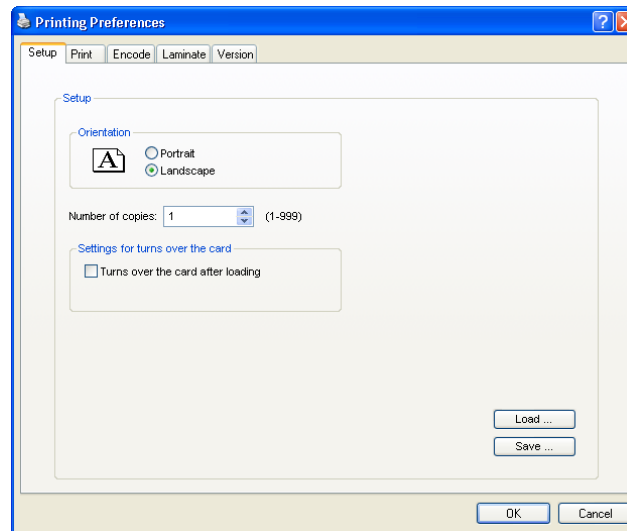 Printing Preferences
Setup Print Encode Laminate Version
Setup
Orientation
A
Portrait
Landscape
Number of copies: 1 (1-999)
Settings for turns over the card
Turns over the card after loading
Load ...
Save ...
OK Cancel